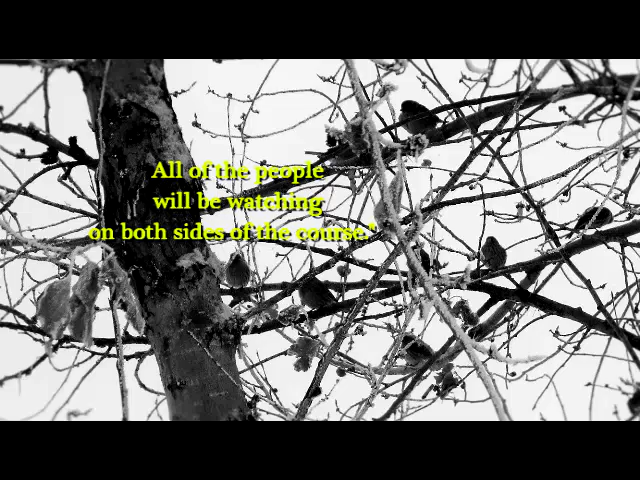 All of the people
will be watching
on both sides of the course."